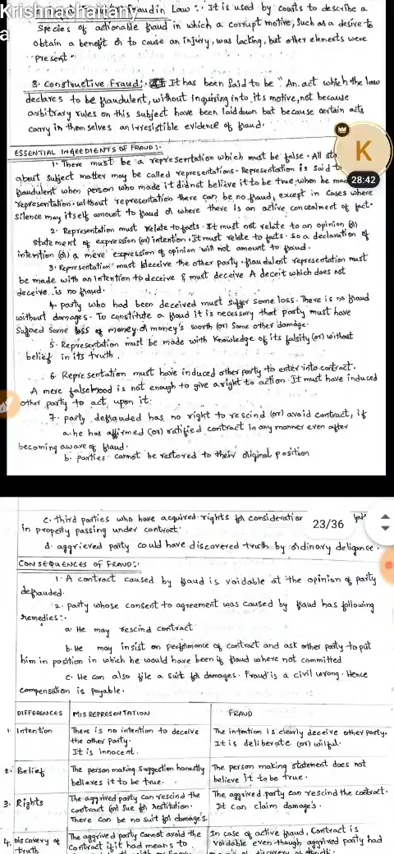 Krishnachaitany
fraud in Law :. It is used by coasts to describe a
species of actionable fraud in which a corrupt motive, such as a desire to
obtain a benefit or to cause an injury, was lacking, but other elements were
present
3. Constructive Fraud:. It has been said to be "An act which the law
declares to be fraudulent, without inquiring into its motive, not because
arbitrary rules on this subject have been laid down but because certain acts
carry in themselves an irresistible evidence of fraud.
ESSENTIAL INGREDIENTS OF FRAUD:-
1. There must be a representation which must be false. All
about subject matter may be called representations. Representation is said
fraudulent when person who made it did not believe it to be true when he
representation. without representation there can be no fraud, except in cases where
silence may itself amount to fraud or where there is an active concealment of fact.
K
28:42
2. Representation must relate to facts. It must not relate to an opinion (or)
statement of expression (or) intention. It must relate to facts. So a declaration of
intention (or) a mere expression of opinion will not amount to fraud.
3. Representation must deceive the other party. fraudulent representation must
be made with an intention to deceive & must deceive A deceit which does not
deceive is no fraud.
4. party who had been deceived must suffer some loss. There is no fraud
without damages. To constitute a fraud it is necessary that party must have
suffered some loss of money or money's worth (or) some other damage.
5. Representation must be made with knowledge of its falsity (or) without
belief in its truth.
6. Representation must have induced other party to enter into contract.
A mere falsehood is not enough to give a right to action It must have induced
other party to act upon it.
7. party defrauded has no right to rescind (or) avoid contract, if
a. he has affirmed (or) ratified contract in any manner even after
becoming aware of fraud.
b. parties cannot be restored to their original position
c. third parties who have acquired rights for consideration
23/36
in property passing under contract.
d. aggrieved party could have discovered truth by ordinary deligence.
CONSEQUENCES OF FRAUD:.
1. A contract caused by fraud is voidable at the opinion of party
defrauded.
2. party whose consent to agreement was caused by fraud has following
remedies:.
a. He may rescind contract
b. He may insist on performance of contract and ask other party to put
him in position in which he would have been if fraud where not committed
c. He can also file a suit for damages. Fraud is a civil wrong. Hence
compensation is payable.
DIFFERENCES MISREPRESENTATION FRAUD
1. Intention There is no intention to deceive the other party. It is innocent. The intention is clearly deceive other party. It is deliberate (or) wilful.
2. Belief The person making suggestion honestly believes it to be true. The person making statement does not believe it to be true.
3. Rights The aggrived party can rescind the contract (or) sue for restitution. There can be no suit for damages. The aggrived party can rescind the contract. It can claim damages.
4. Discovery of truth The aggrived party cannot avoid the contract if it had means to In case of active fraud, Contract is voidable even though aggrived party had